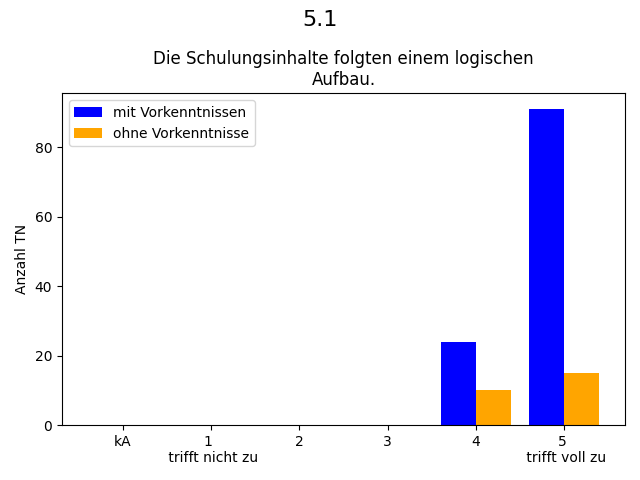 5.1
Die Schulungsinhalte folgten einem logischen
Aufbau.
mit Vorkenntnissen
ohne Vorkenntnisse
Anzahl TN
80
60
40
20
0
kA 1 2 3 4 5
trifft nicht zu trifft voll zu